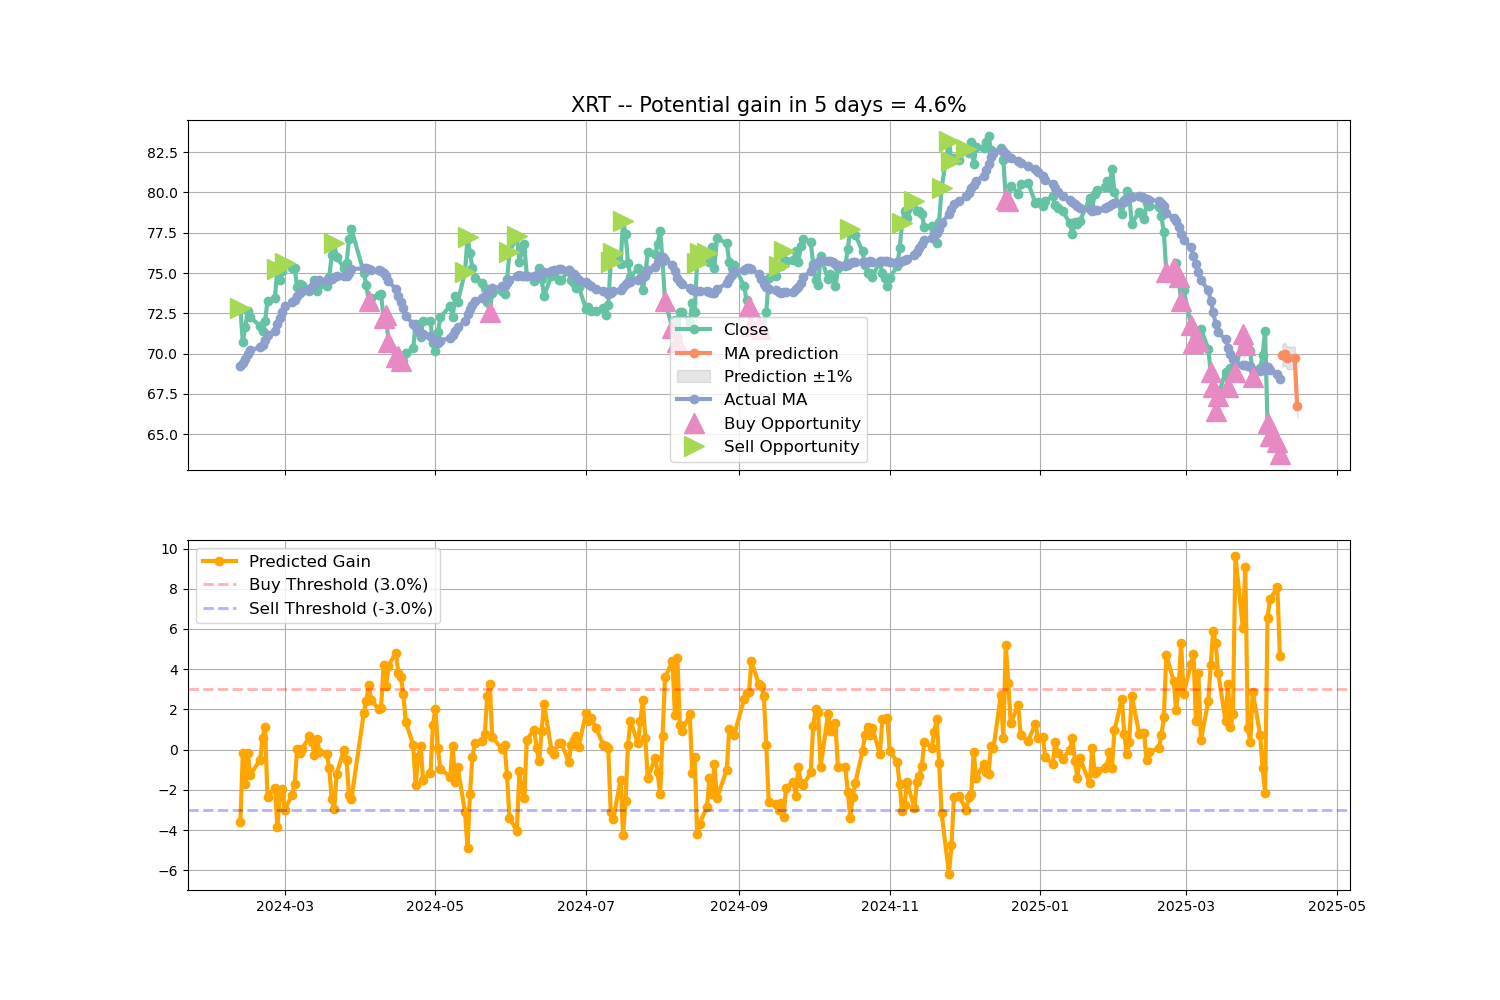 XRT -- Potential gain in 5 days = 4.6%
82.5
80.0
77.5
75.0
72.5
70.0
67.5
65.0
Close
MA prediction
Prediction ±1%
Actual MA
Buy Opportunity
Sell Opportunity
10
8
6
4
2
0
−2
−4
−6
Predicted Gain
Buy Threshold (3.0%)
Sell Threshold (-3.0%)
2024-03 2024-05 2024-07 2024-09 2024-11 2025-01 2025-03 2025-05